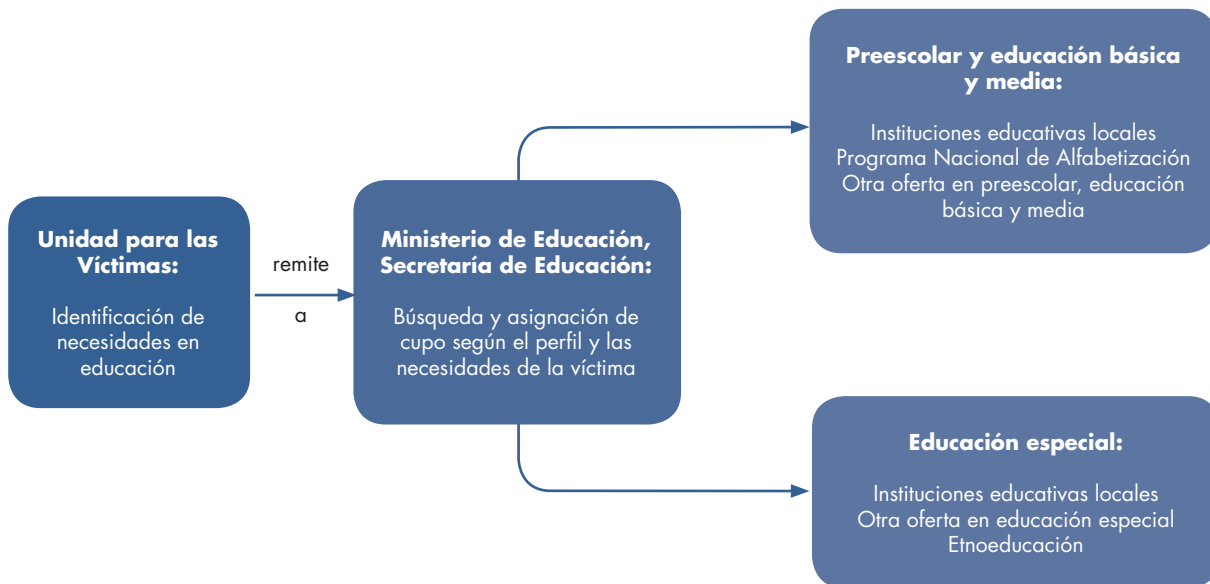 Unidad para las
Víctimas:
Identificación de
necesidades en
educación
remite
a
Ministerio de Educación,
Secretaría de Educación:
Búsqueda y asignación de
cupo según el perfil y las
necesidades de la víctima
Preescolar y educación básica
y media:
Instituciones educativas locales
Programa Nacional de Alfabetización
Otra oferta en preescolar, educación
básica y media
Educación especial:
Instituciones educativas locales
Otra oferta en educación especial
Etnoeducación